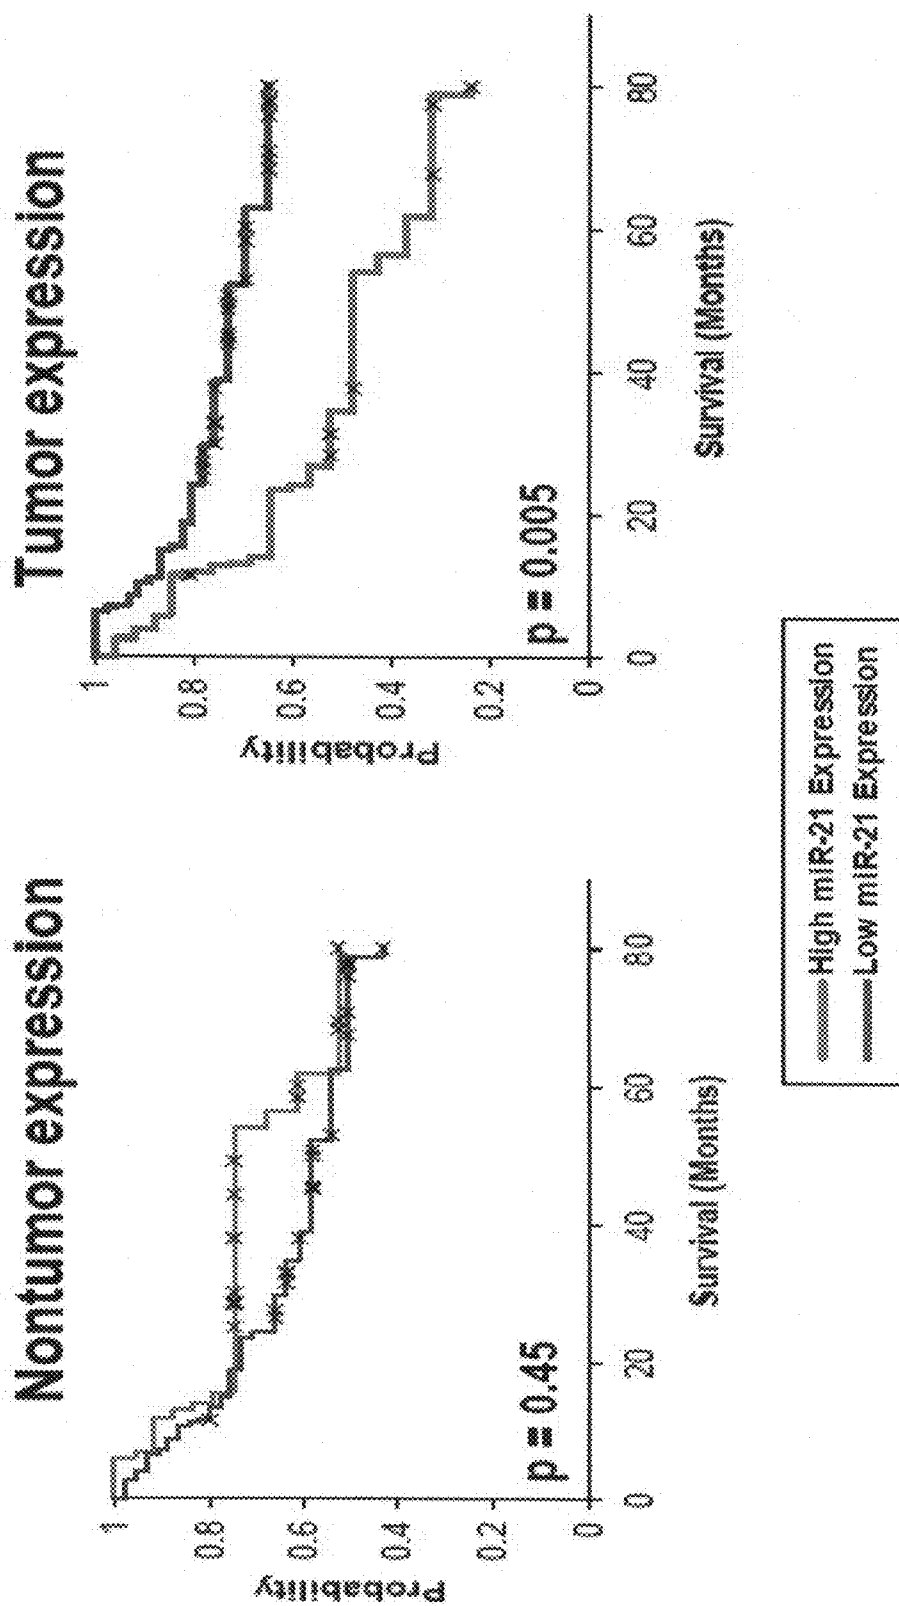 Nontumor expression
Probability
1
0.8
0.6
0.4
0.2
0
p = 0.45
0
20
40
60
80
Survival (Months)
Tumor expression
Probability
1
0.8
0.6
0.4
0.2
0
p = 0.005
0
20
40
60
80
Survival (Months)
High miR-21 Expression
Low miR-21 Expression